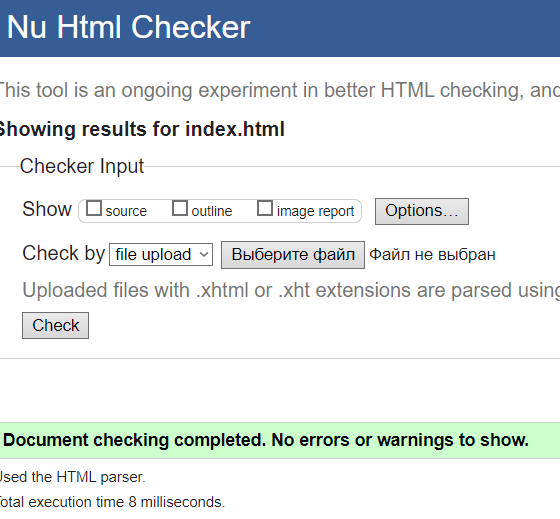 Nu Html Checker
This tool is an ongoing experiment in better HTML checking, and
Showing results for index.html
Checker Input
Show source outline image report Options...
Check by file upload Выберите файл Файл не выбран
Uploaded files with .xhtml or .xht extensions are parsed using
Check
Document checking completed. No errors or warnings to show.
Used the HTML parser.
Total execution time 8 milliseconds.